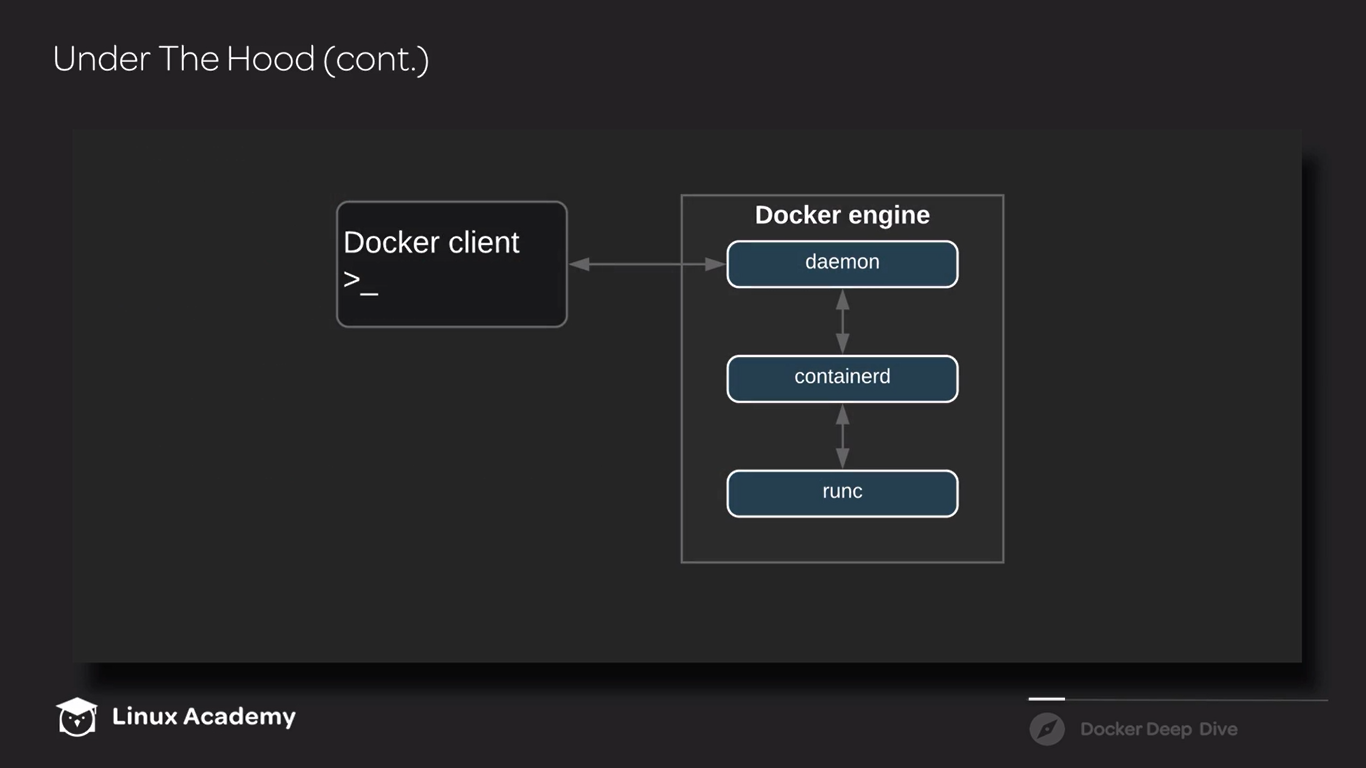 Under The Hood (cont.)
Docker client
>_
Docker engine
daemon
containerd
runc
Linux Academy
Docker Deep Dive